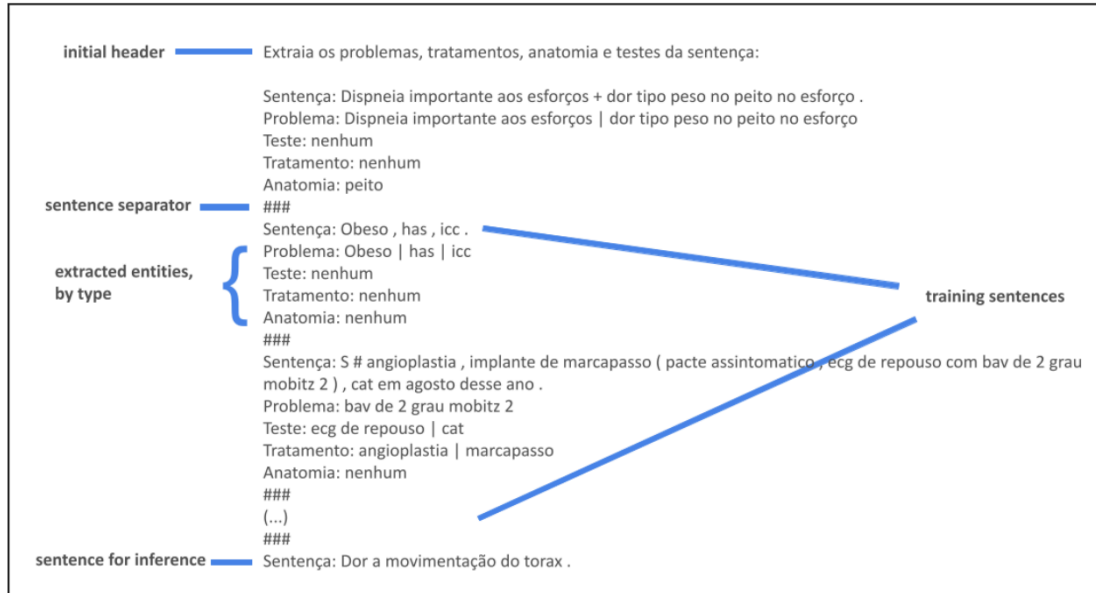 initial header
Extraia os problemas, tratamentos, anatomia e testes da sentença:
Sentença: Dispneia importante aos esforços + dor tipo peso no peito no esforço .
Problema: Dispneia importante aos esforços | dor tipo peso no peito no esforço
Teste: nenhum
Tratamento: nenhum
Anatomia: peito
sentence separator
###
Sentença: Obeso , has , icc .
Problema: Obeso | has | icc
extracted entities,
by type
Teste: nenhum
Tratamento: nenhum
Anatomia: nenhum
training sentences
###
Sentença: S # angioplastia , implante de marcapasso ( pacte assintomatico , ecg de repouso com bav de 2 grau
mobitz 2 ) , cat em agosto desse ano .
Problema: bav de 2 grau mobitz 2
Teste: ecg de repouso | cat
Tratamento: angioplastia | marcapasso
Anatomia: nenhum
###
(...)
###
sentence for inference
Sentença: Dor a movimentação do torax .